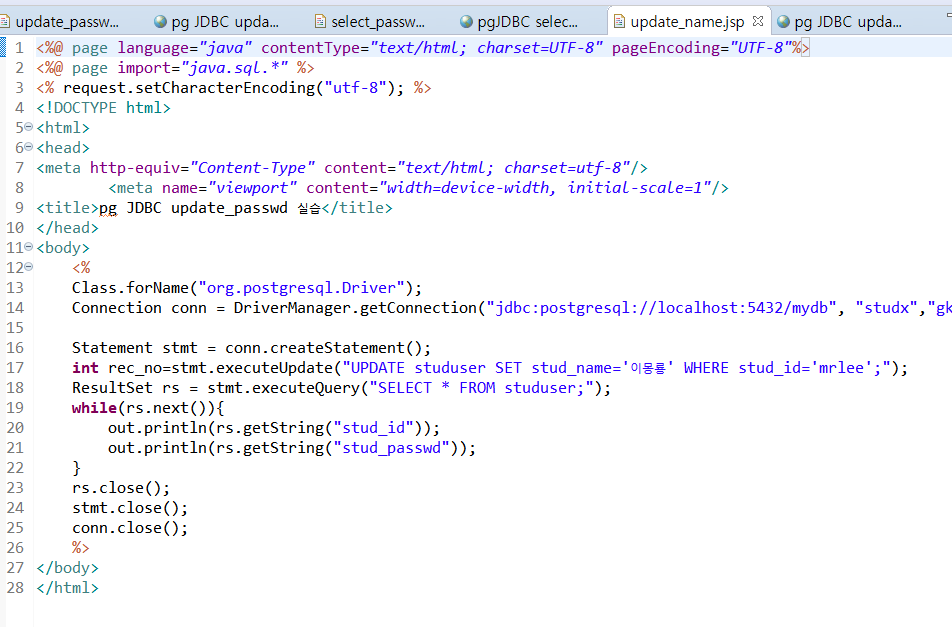 update_passw... pg JDBC upda... select_passw... pgJDBC selec... update_name.jsp pg JDBC upda...
1 <%@ page language="java" contentType="text/html; charset=UTF-8" pageEncoding="UTF-8"%>
2 <%@ page import="java.sql.*" %>
3 <% request.setCharacterEncoding("utf-8"); %>
4 <!DOCTYPE html>
5 <html>
6 <head>
7 <meta http-equiv="Content-Type" content="text/html; charset=utf-8"/>
8 <meta name="viewport" content="width=device-width, initial-scale=1"/>
9 <title>pg JDBC update_passwd 실습</title>
10 </head>
11 <body>
12 <%
13 Class.forName("org.postgresql.Driver");
14 Connection conn = DriverManager.getConnection("jdbc:postgresql://localhost:5432/mydb", "studx","gk
15
16 Statement stmt = conn.createStatement();
17 int rec_no=stmt.executeUpdate("UPDATE studuser SET stud_name='이몽룡' WHERE stud_id='mrlee';");
18 ResultSet rs = stmt.executeQuery("SELECT * FROM studuser;");
19 while(rs.next()){
20 out.println(rs.getString("stud_id"));
21 out.println(rs.getString("stud_passwd"));
22 }
23 rs.close();
24 stmt.close();
25 conn.close();
26 %>
27 </body>
28 </html>